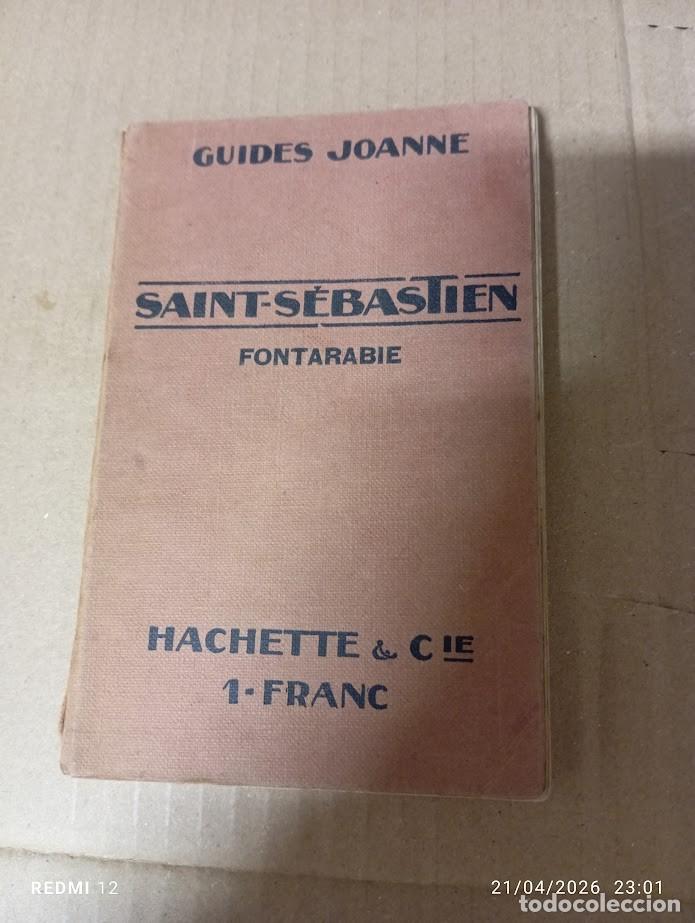 GUIDES JOANNE
SAINT-SÉBASTIEN
FONTARABIE
HACHETTE & CIE
1-FRANC
REDMI 12
21/04/2026 23:01
todocoleccion